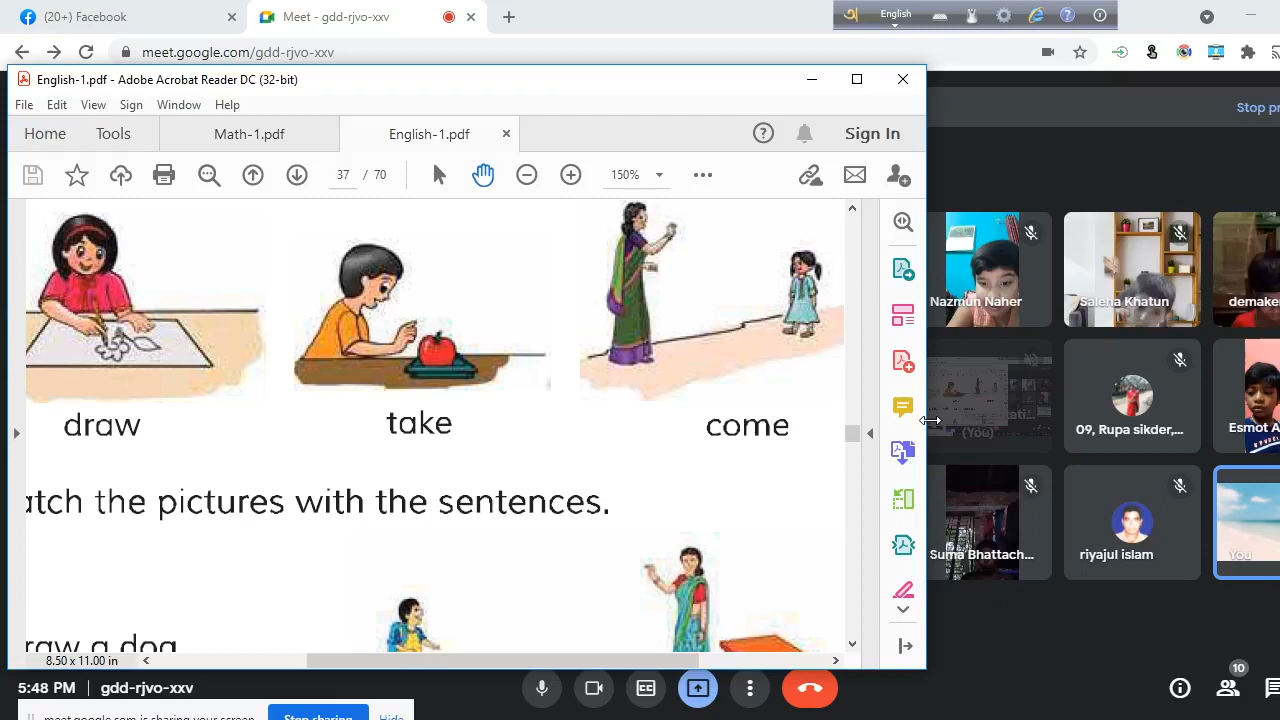 (20+) Facebook
Meet - gdd-rjvo-xxv
English
meet.google.com/gdd-rjvo-xxv
English-1.pdf - Adobe Acrobat Reader DC (32-bit)
Stop pr
File Edit View Sign Window Help
Home Tools Math-1.pdf English-1.pdf Sign In
37 / 70 150%
draw take come
atch the pictures with the sentences.
raw a dog
8.50 x 11.00 in
Nazmun Naher
Saleha Khatun
demake
(You)
09, Rupa sikder,...
Esmot A
Suma Bhattach...
riyajul islam
You
5:48 PM | gdd-rjvo-xxv
10
meet.google.com is sharing your screen. Stop sharing Hide